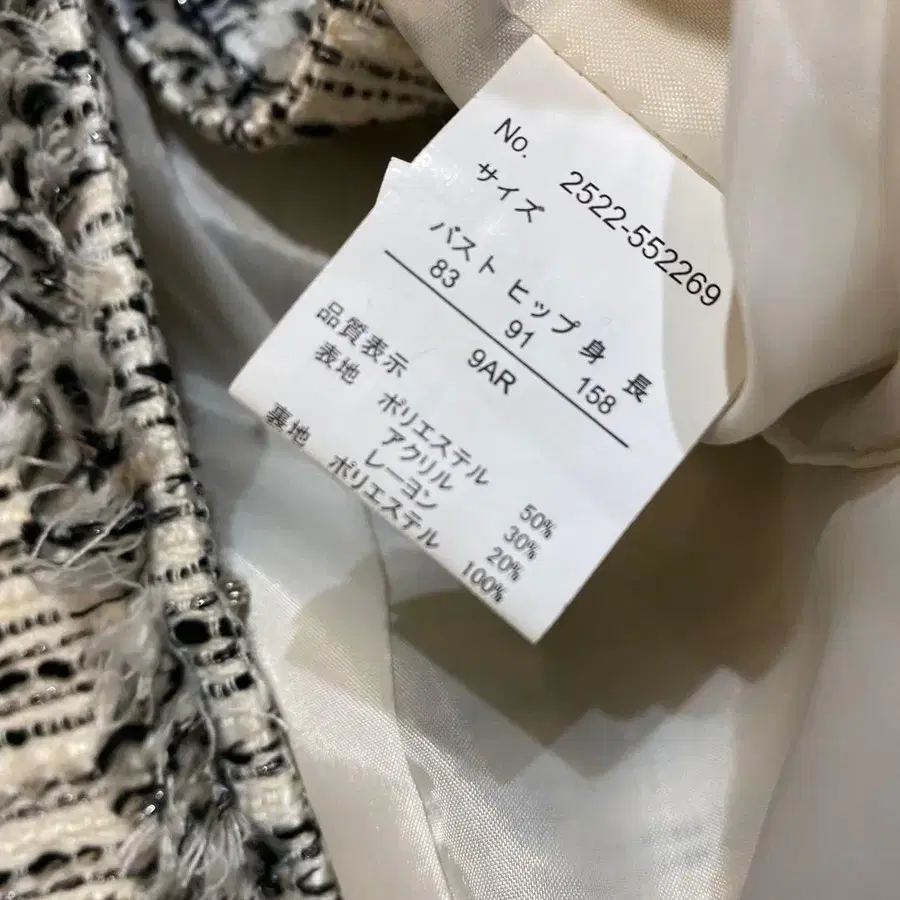 No. 2522-552269
サイズ
バスト ヒップ 身長
83 91 158
9AR
品質表示
表地 ポリエステル 50%
アクリル 30%
レーヨン 20%
裏地 ポリエステル 100%